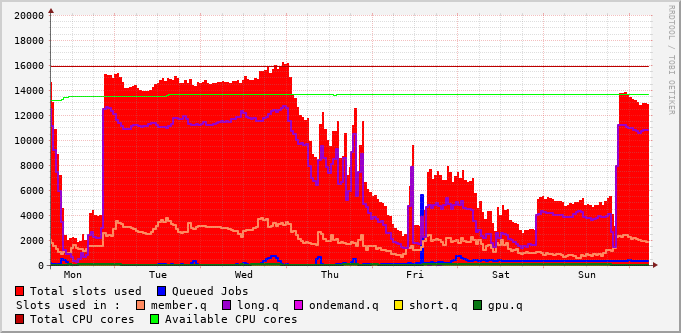 20000
18000
16000
14000
12000
10000
8000
6000
4000
2000
0
Mon Tue Wed Thu Fri Sat Sun
RRDTOOL / TOBI OETIKER
Total slots used Queued Jobs
Slots used in : member.q long.q ondemand.q short.q gpu.q
Total CPU cores Available CPU cores